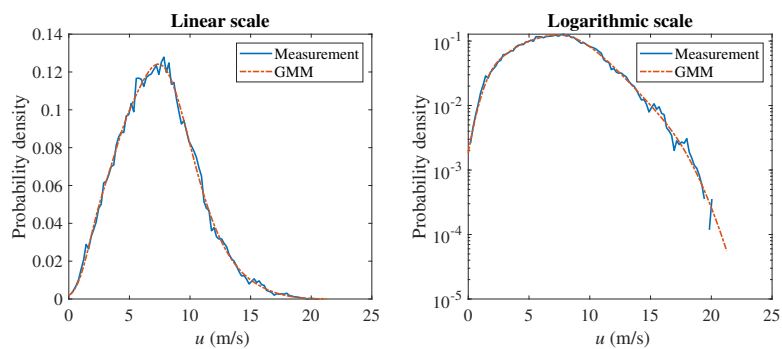 Linear scale
Probability density
0.14
0.12
0.1
0.08
0.06
0.04
0.02
0
0 5 10 15 20 25
u (m/s)
Measurement
GMM
Logarithmic scale
Probability density
10-1
10-2
10-3
10-4
10-5
0 5 10 15 20 25
u (m/s)
Measurement
GMM